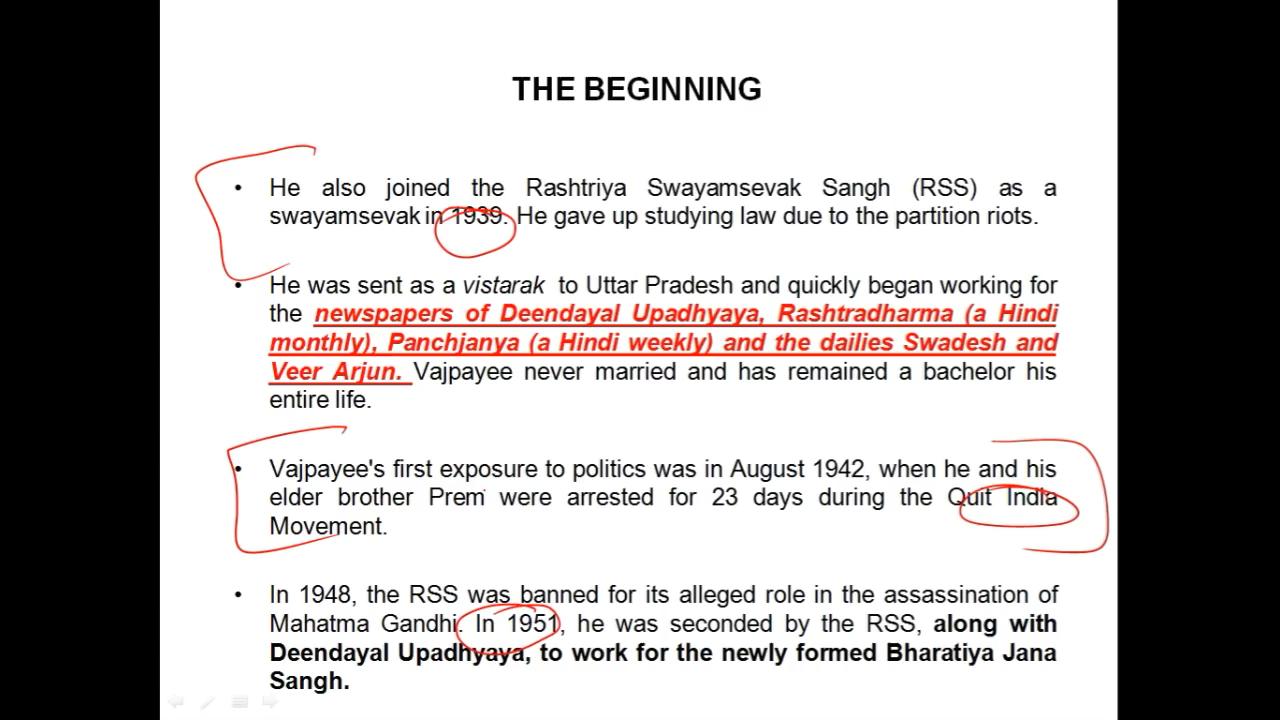 THE BEGINNING
• He also joined the Rashtriya Swayamsevak Sangh (RSS) as a
swayamsevak in 1939. He gave up studying law due to the partition riots.
• He was sent as a vistarak to Uttar Pradesh and quickly began working for
the newspapers of Deendayal Upadhyaya, Rashtradharma (a Hindi
monthly), Panchjanya (a Hindi weekly) and the dailies Swadesh and
Veer Arjun. Vajpayee never married and has remained a bachelor his
entire life.
• Vajpayee's first exposure to politics was in August 1942, when he and his
elder brother Prem were arrested for 23 days during the Quit India
Movement.
• In 1948, the RSS was banned for its alleged role in the assassination of
Mahatma Gandhi. In 1951, he was seconded by the RSS, along with
Deendayal Upadhyaya, to work for the newly formed Bharatiya Jana
Sangh.